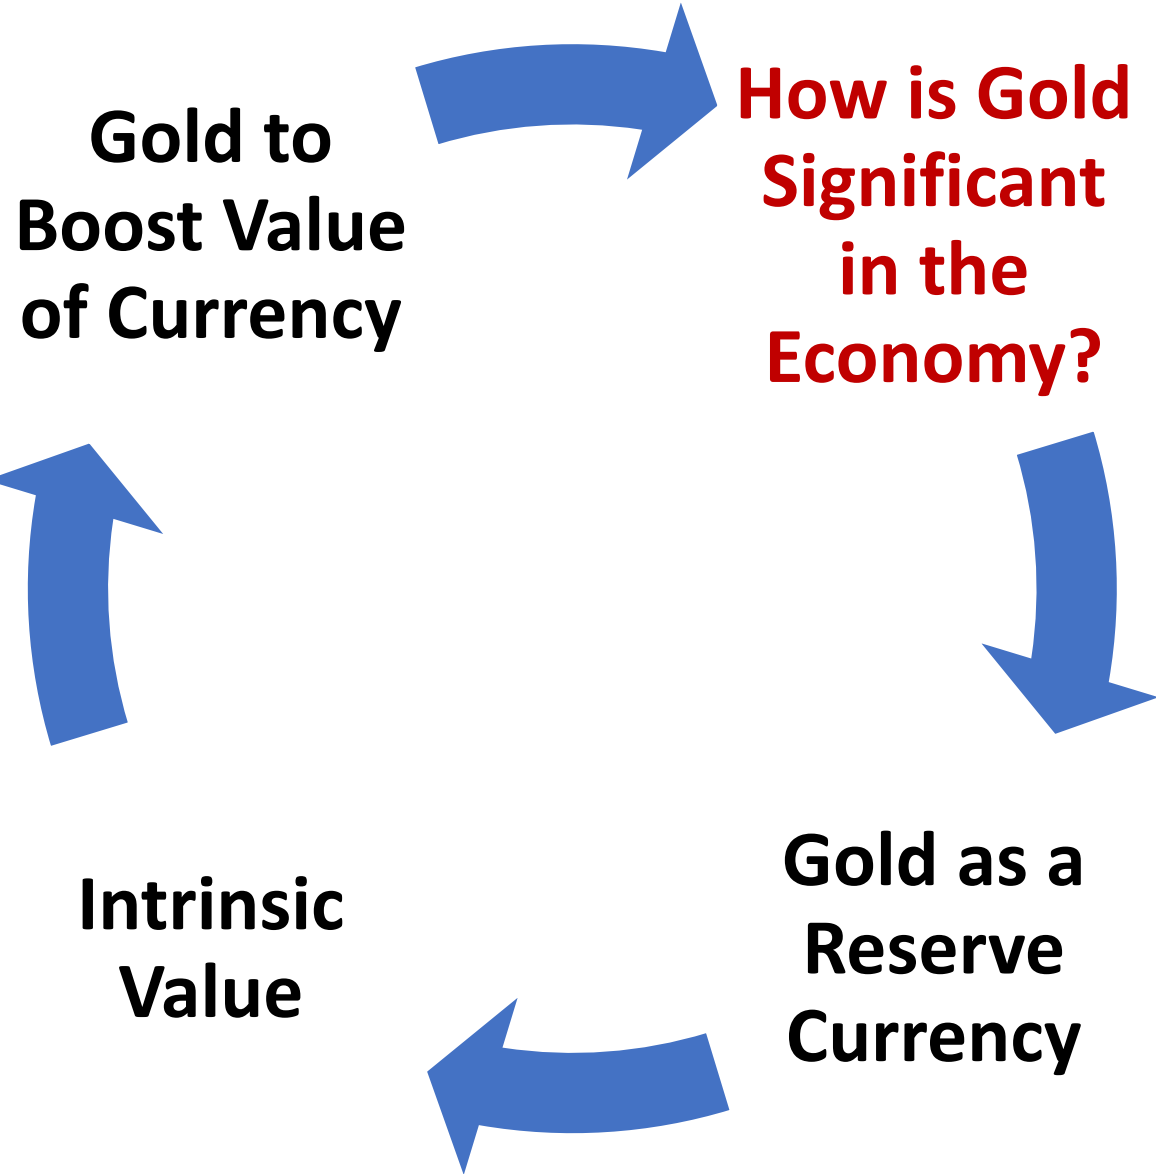 Gold to
Boost Value
of Currency
How is Gold
Significant
in the
Economy?
Gold as a
Reserve
Currency
Intrinsic
Value